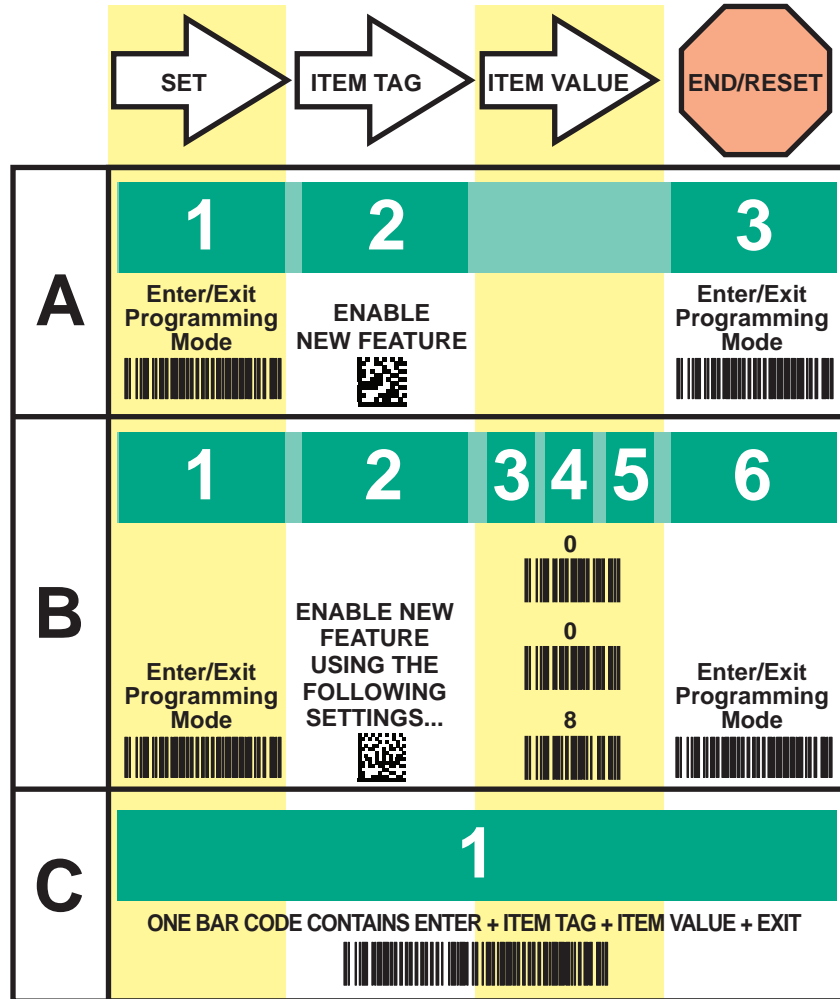 SET
ITEM TAG
ITEM VALUE
END/RESET
A
1
2
3
Enter/Exit
Programming
Mode
ENABLE
NEW FEATURE
Enter/Exit
Programming
Mode
B
1
2
3
4
5
6
Enter/Exit
Programming
Mode
ENABLE NEW
FEATURE
USING THE
FOLLOWING
SETTINGS...
0
0
8
Enter/Exit
Programming
Mode
C
1
ONE BAR CODE CONTAINS ENTER + ITEM TAG + ITEM VALUE + EXIT